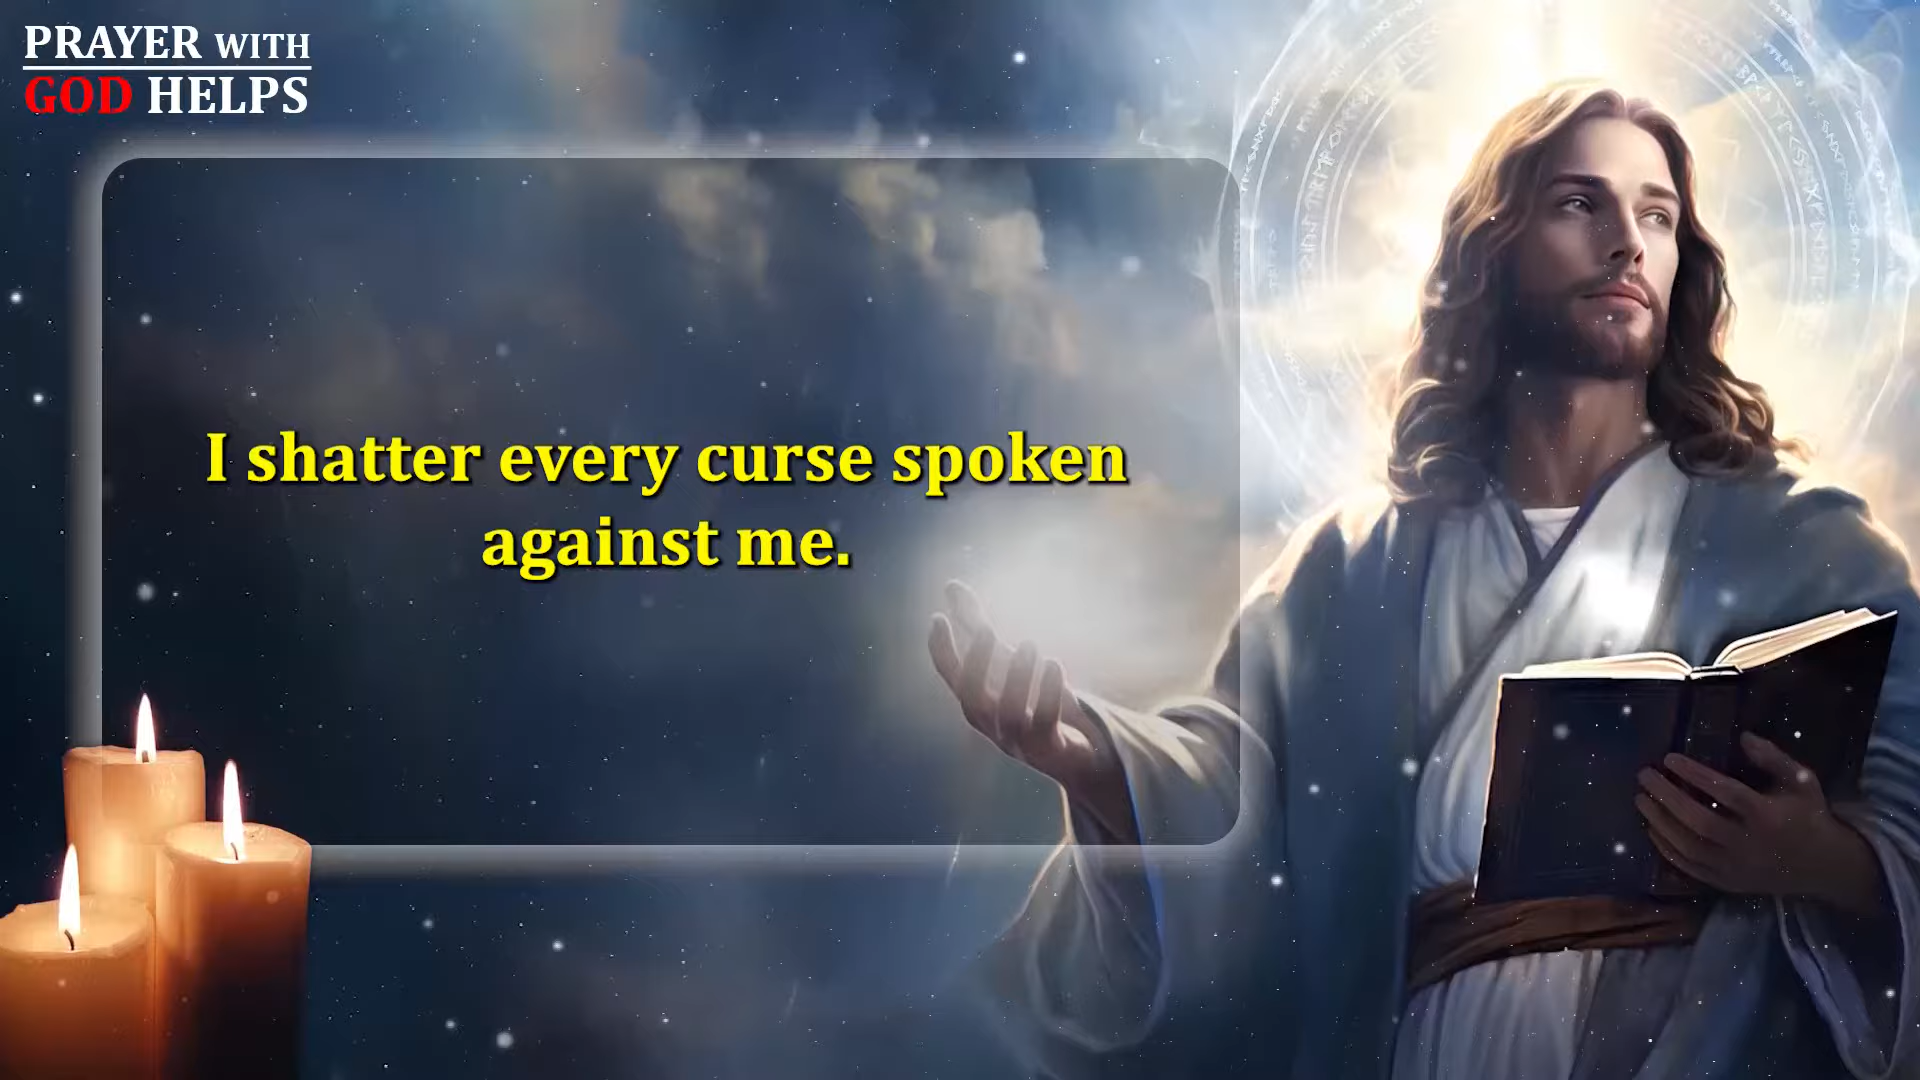 PRAYER WITH
GOD HELPS
I shatter every curse spoken
against me.